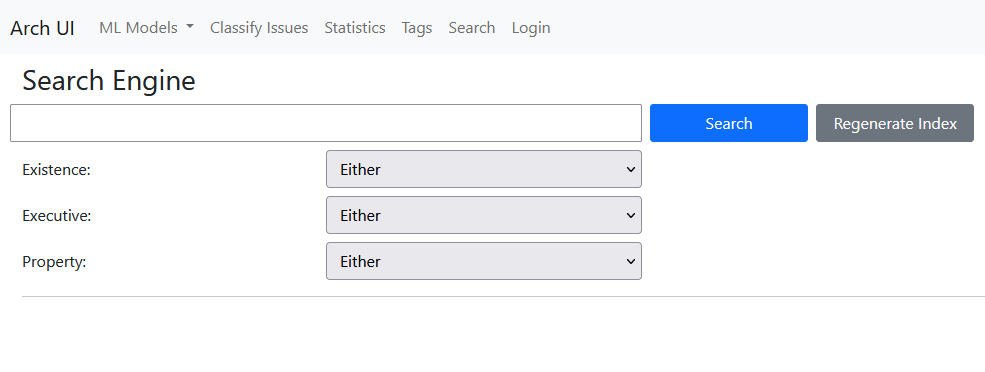 Arch UI ML Models Classify Issues Statistics Tags Search Login
Search Engine
Search Regenerate Index
Existence: Either
Executive: Either
Property: Either